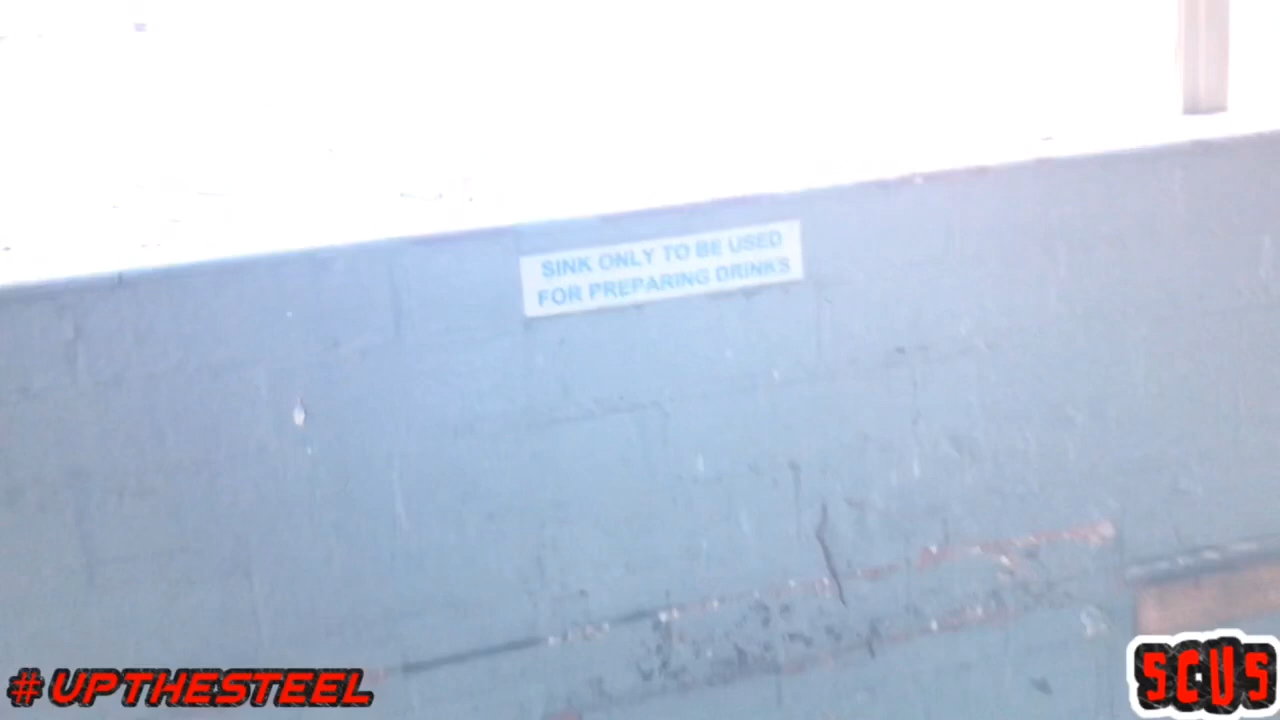 SINK ONLY TO BE USED
FOR PREPARING DRINKS
#UPTHESTEEL
SCUS